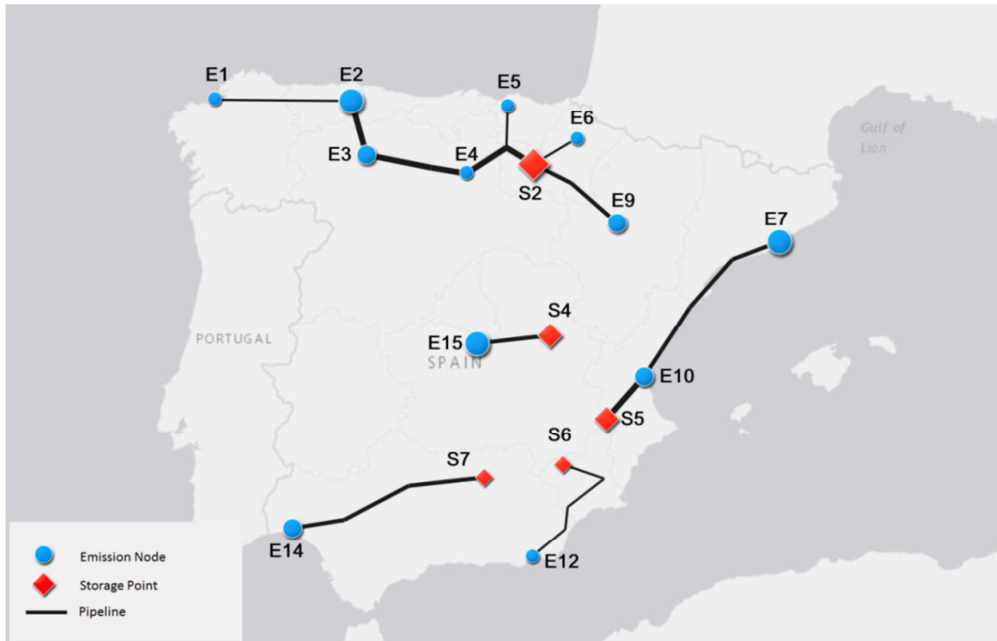 E1
E2
E5
E6
E3
E4
S2
E9
E7
Gulf of
Lion
S4
E15
PORTUGAL
SPAIN
E10
S5
S6
S7
E14
E12
Emission Node
Storage Point
Pipeline